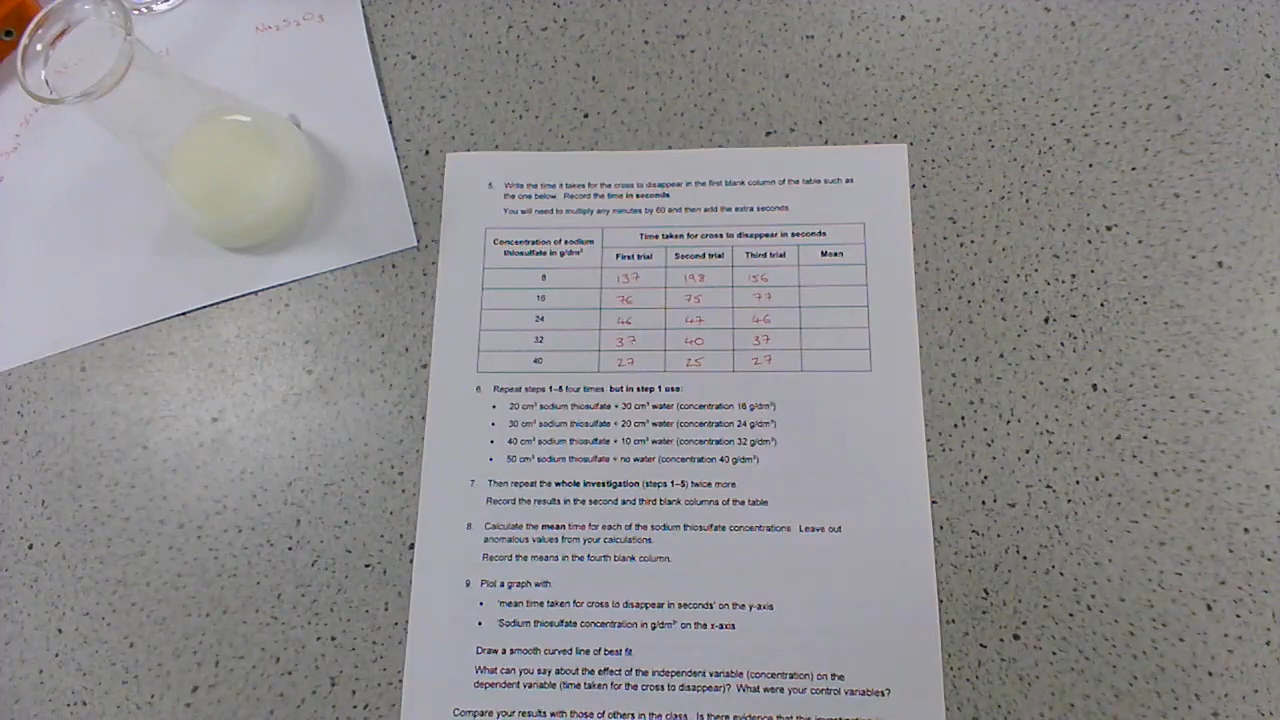 Na2S2O3
5. Write the time it takes for the cross to disappear in the first blank column of the table such as
the one below. Record the time in seconds
You will need to multiply any minutes by 60 and then add the extra seconds
Concentration of sodium thiosulfate in g/dm³ Time taken for cross to disappear in seconds
First trial Second trial Third trial Mean
8 137 198 156
16 76 75 77
24 46 47 46
32 37 40 37
40 27 25 27
6. Repeat steps 1–5 four times but in step 1 use:
• 20 cm³ sodium thiosulfate + 30 cm³ water (concentration 16 g/dm³)
• 30 cm³ sodium thiosulfate + 20 cm³ water (concentration 24 g/dm³)
• 40 cm³ sodium thiosulfate + 10 cm³ water (concentration 32 g/dm³)
• 50 cm³ sodium thiosulfate + no water (concentration 40 g/dm³)
7. Then repeat the whole investigation (steps 1–5) twice more
Record the results in the second and third blank columns of the table
8. Calculate the mean time for each of the sodium thiosulfate concentrations. Leave out
anomalous values from your calculations.
Record the means in the fourth blank column.
9. Plot a graph with
• 'mean time taken for cross to disappear in seconds' on the y-axis
• 'Sodium thiosulfate concentration in g/dm³' on the x-axis
Draw a smooth curved line of best fit.
What can you say about the effect of the independent variable (concentration) on the
dependent variable (time taken for the cross to disappear)? What were your control variables?
Compare your results with those of others in the class. Is there evidence that this investigation